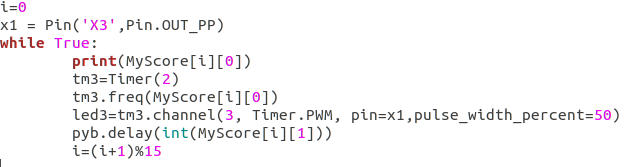 i=0
x1 = Pin('X3',Pin.OUT_PP)
while True:
        print(MyScore[i][0])
        tm3=Timer(2)
        tm3.freq(MyScore[i][0])
        led3=tm3.channel(3, Timer.PWM, pin=x1,pulse_width_percent=50)
        pyb.delay(int(MyScore[i][1]))
        i=(i+1)%15